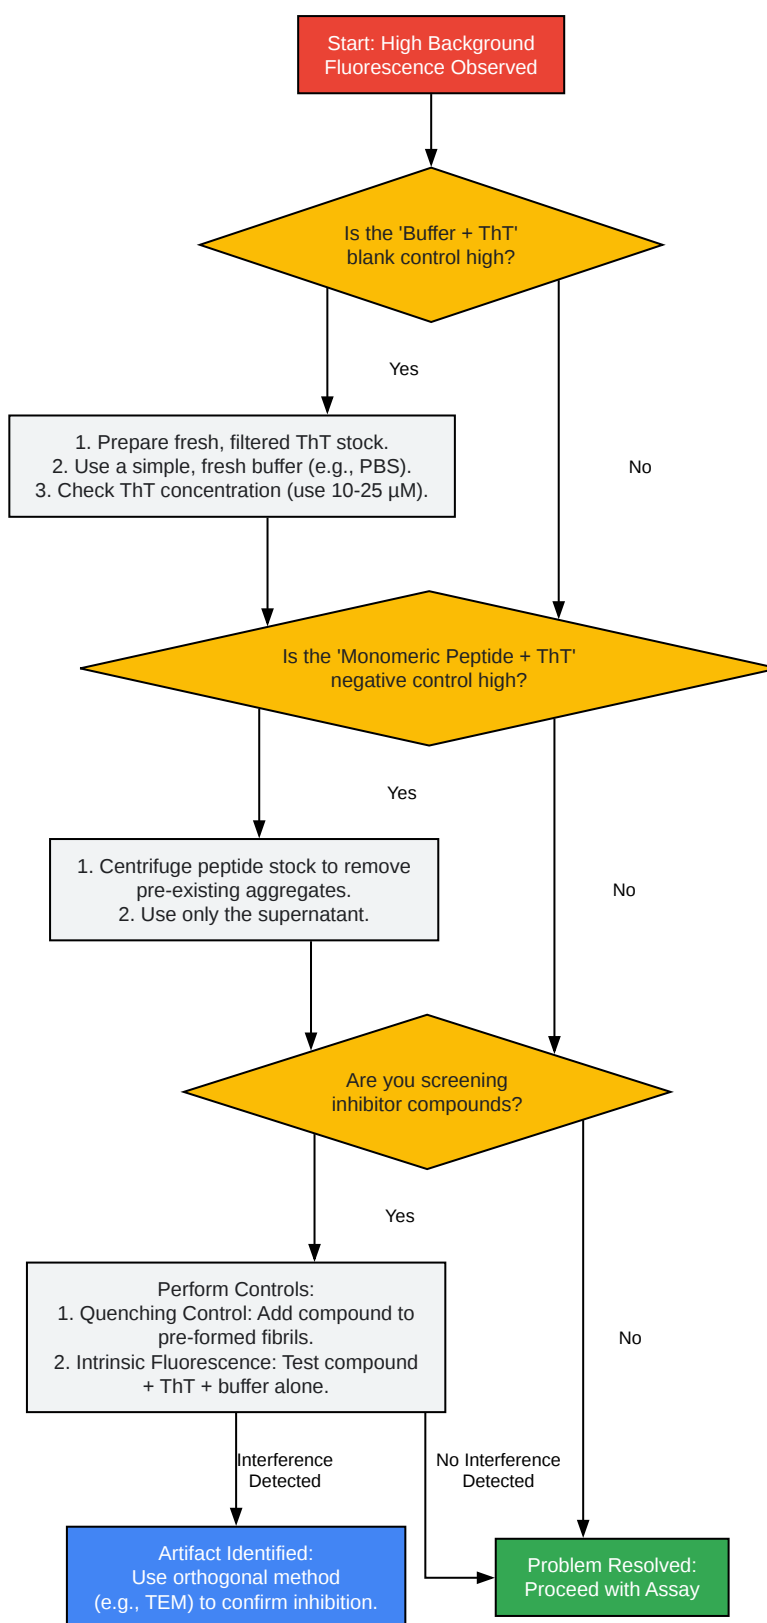 Start: High Background
Fluorescence Observed
Is the 'Buffer + ThT'
blank control high?
Yes
No
1. Prepare fresh, filtered ThT stock.
2. Use a simple, fresh buffer (e.g., PBS).
3. Check ThT concentration (use 10-25 µM).
Is the 'Monomeric Peptide + ThT'
negative control high?
Yes
No
1. Centrifuge peptide stock to remove
pre-existing aggregates.
2. Use only the supernatant.
Are you screening
inhibitor compounds?
Yes
No
Perform Controls:
1. Quenching Control: Add compound to
pre-formed fibrils.
2. Intrinsic Fluorescence: Test compound
+ ThT + buffer alone.
Interference
Detected
No Interference
Detected
Artifact Identified:
Use orthogonal method
(e.g., TEM) to confirm inhibition.
Problem Resolved:
Proceed with Assay